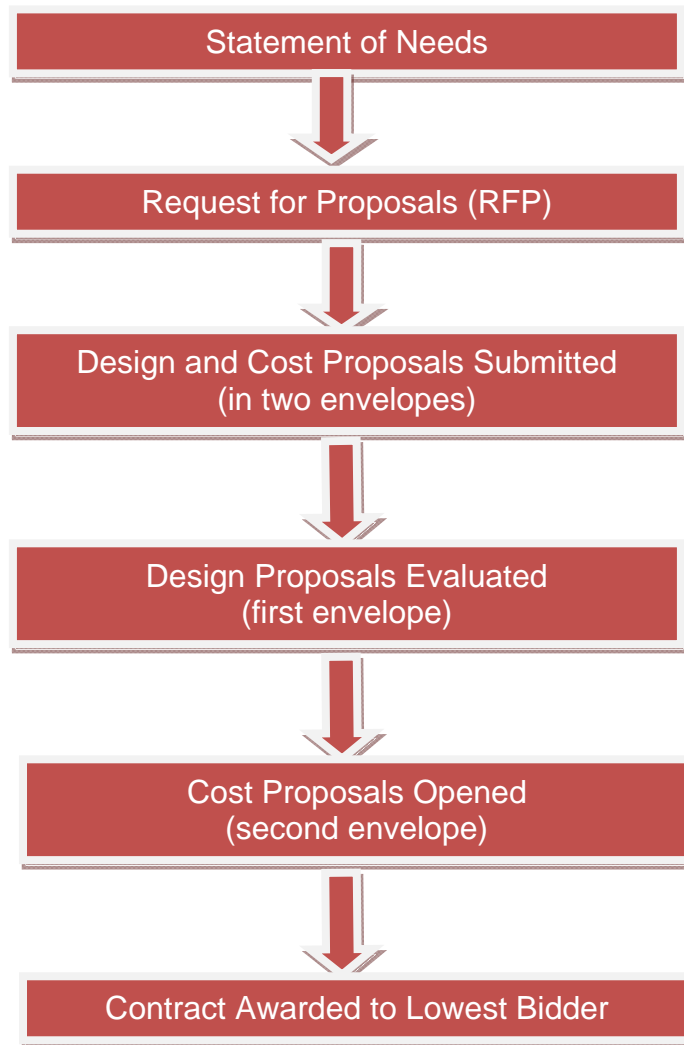 Statement of Needs
Request for Proposals (RFP)
Design and Cost Proposals Submitted
(in two envelopes)
Design Proposals Evaluated
(first envelope)
Cost Proposals Opened
(second envelope)
Contract Awarded to Lowest Bidder